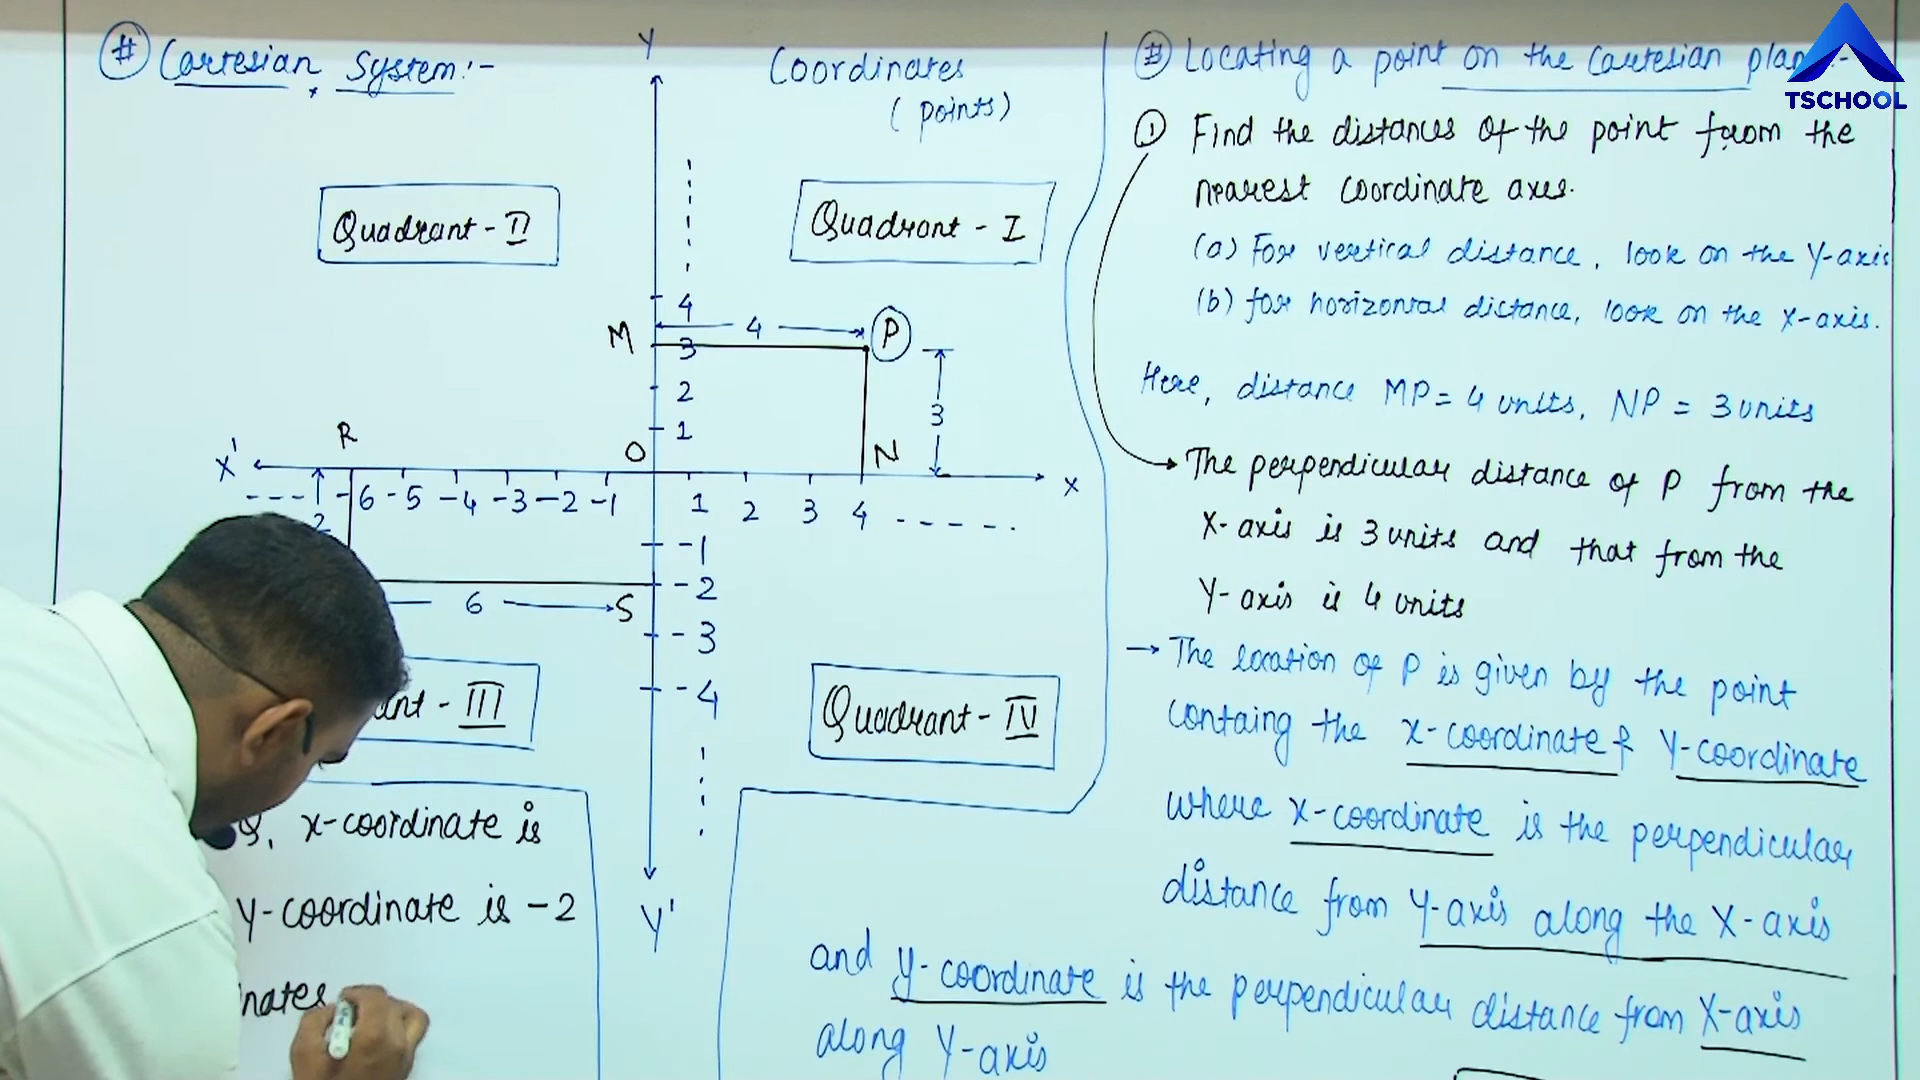 # Cartesian System:-
Y
Coordinates
(points)
Quadrant - II
Quadrant - I
4
M
4
P
3
2
3
1
R
O
N
X'
X
-6 -5 -4 -3 -2 -1
1 2 3 4
2
-1
-2
6
S
-3
-4
ant - III
Quadrant - IV
Q, x-coordinate is
y-coordinate is -2
Y'
nates
# Locating a point on the Cartesian plan :-
TSCHOOL
① Find the distances of the point from the
nearest coordinate axes.
(a) For vertical distance, look on the Y-axis
(b) for horizontal distance, look on the X-axis.
Here, distance MP = 4 units, NP = 3 units
→ The perpendicular distance of P from the
X-axis is 3 units and that from the
Y-axis is 4 units
→ The location of P is given by the point
containg the x-coordinate & Y-coordinate
where x-coordinate is the perpendicular
distance from Y-axis along the X-axis
and y-coordinate is the perpendicular distance from X-axis
along Y-axis